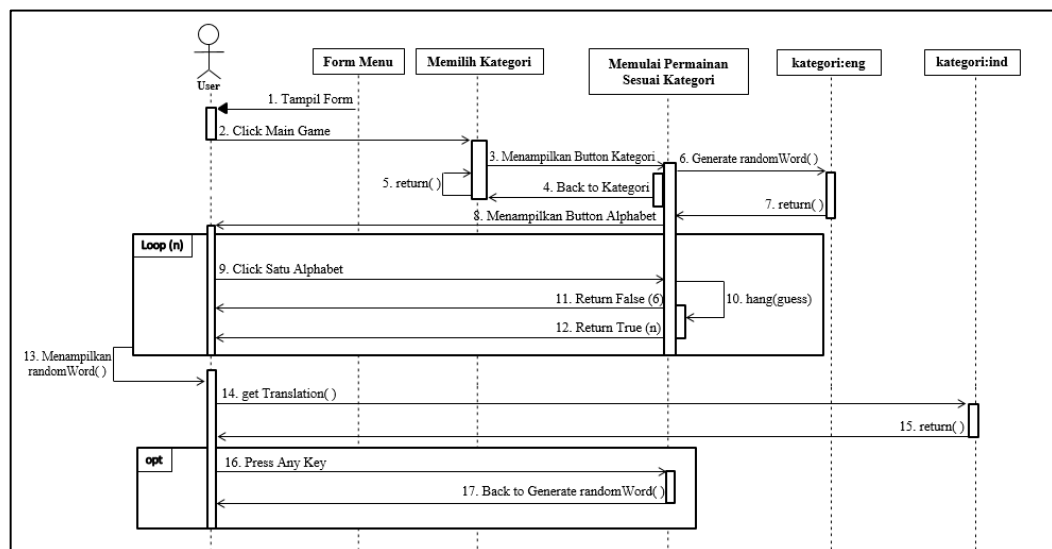 User
Form Menu
Memilih Kategori
Memulai Permainan
Sesuai Kategori
kategori:eng
kategori:ind
1. Tampil Form
2. Click Main Game
3. Menampilkan Button Kategori
6. Generate randomWord( )
5. return( )
4. Back to Kategori
7. return( )
8. Menampilkan Button Alphabet
Loop (n)
9. Click Satu Alphabet
11. Return False (6)
10. hang(guess)
12. Return True (n)
13. Menampilkan
randomWord( )
14. get Translation( )
15. return( )
opt
16. Press Any Key
17. Back to Generate randomWord( )